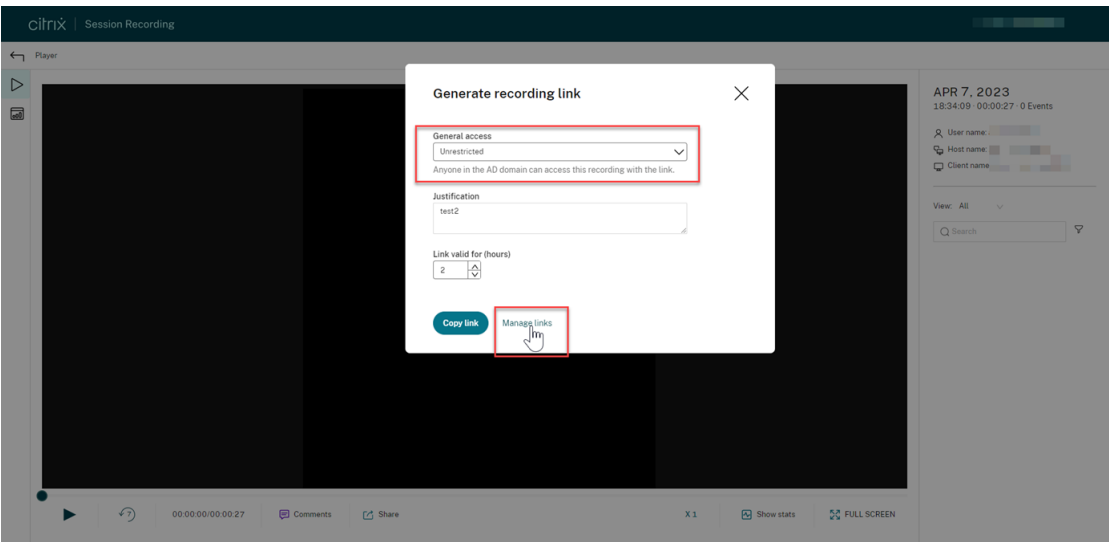 citrix | Session Recording
Player
Generate recording link
General access
Unrestricted
Anyone in the AD domain can access this recording with the link.
Justification
test2
Link valid for (hours)
2
Copy link
Manage links
APR 7, 2023
18:34:09 · 00:00:27 · 0 Events
User name:
Host name:
Client name
View: All
Search
7
00:00:00/00:00:27
Comments
Share
X 1
Show stats
FULL SCREEN